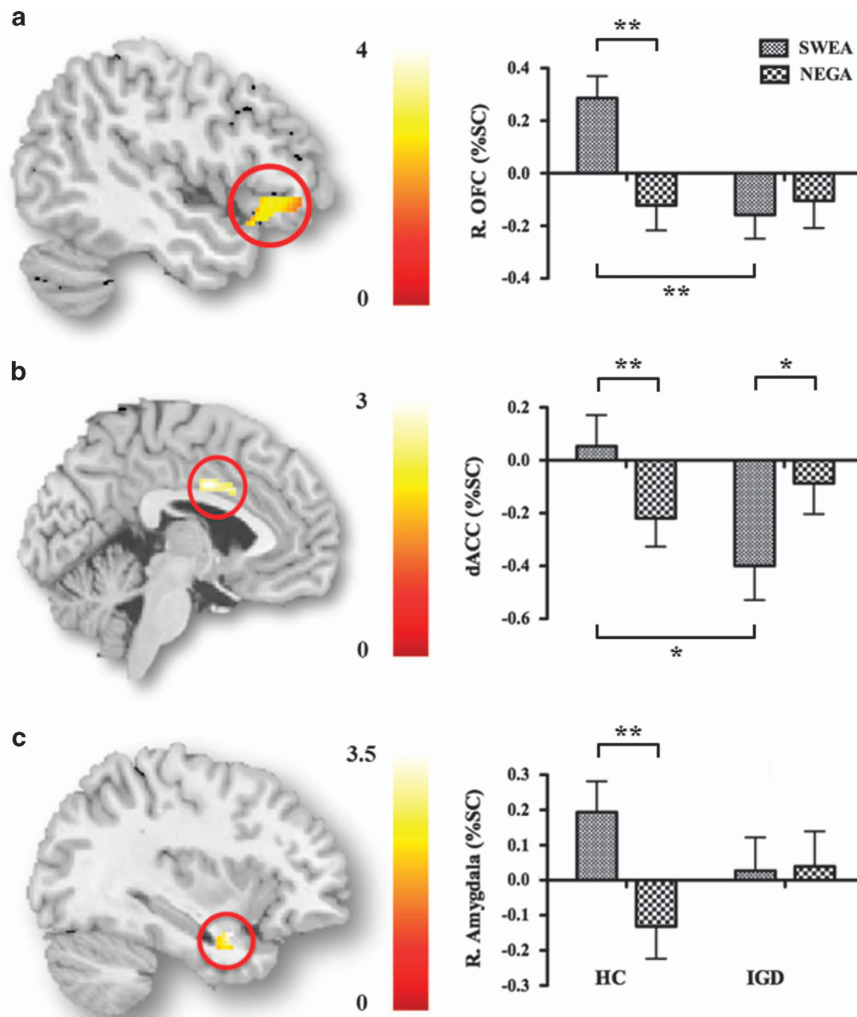 a
4
0
**
SWEA
NEGA
R. OFC (%SC)
0.4
0.2
0.0
-0.2
-0.4
**
b
3
0
**
*
dACC (%SC)
0.2
0.0
-0.2
-0.4
-0.6
*
c
3.5
0
**
R. Amygdala (%SC)
0.3
0.2
0.1
0.0
-0.1
-0.2
-0.3
HC
IGD